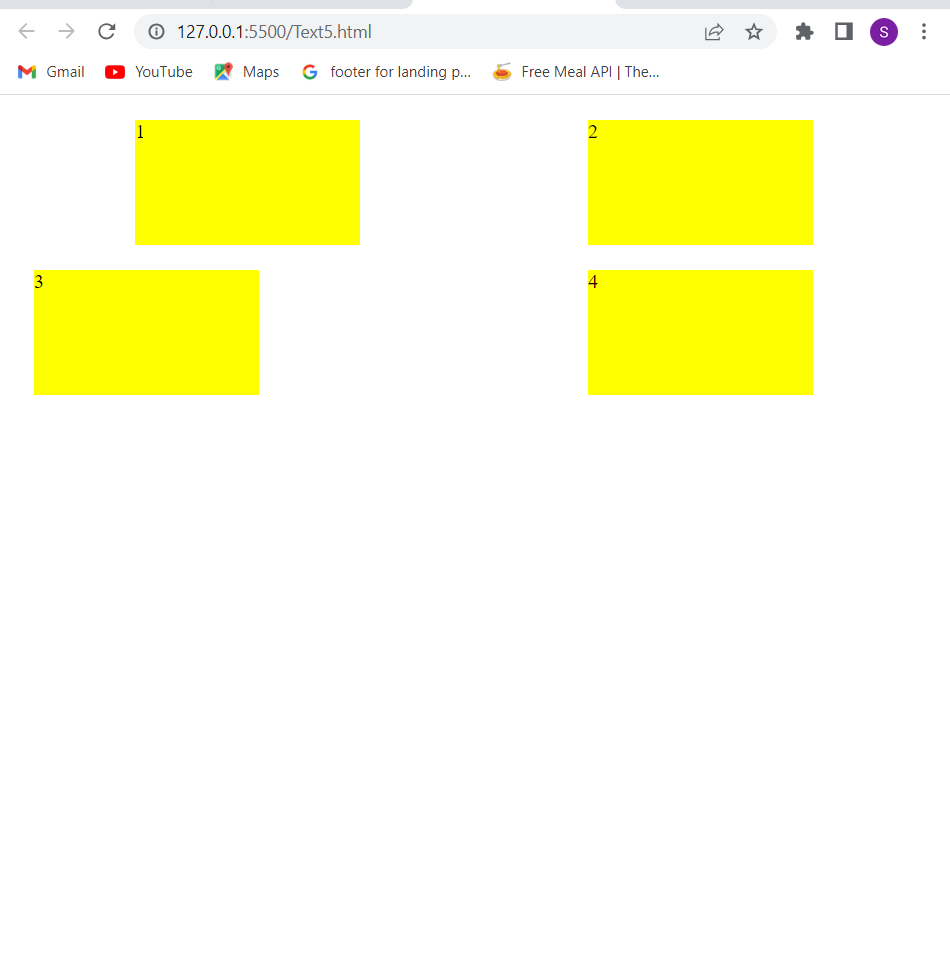 127.0.0.1:5500/Text5.html
S
Gmail YouTube Maps footer for landing p... Free Meal API | The...
1 2
3 4